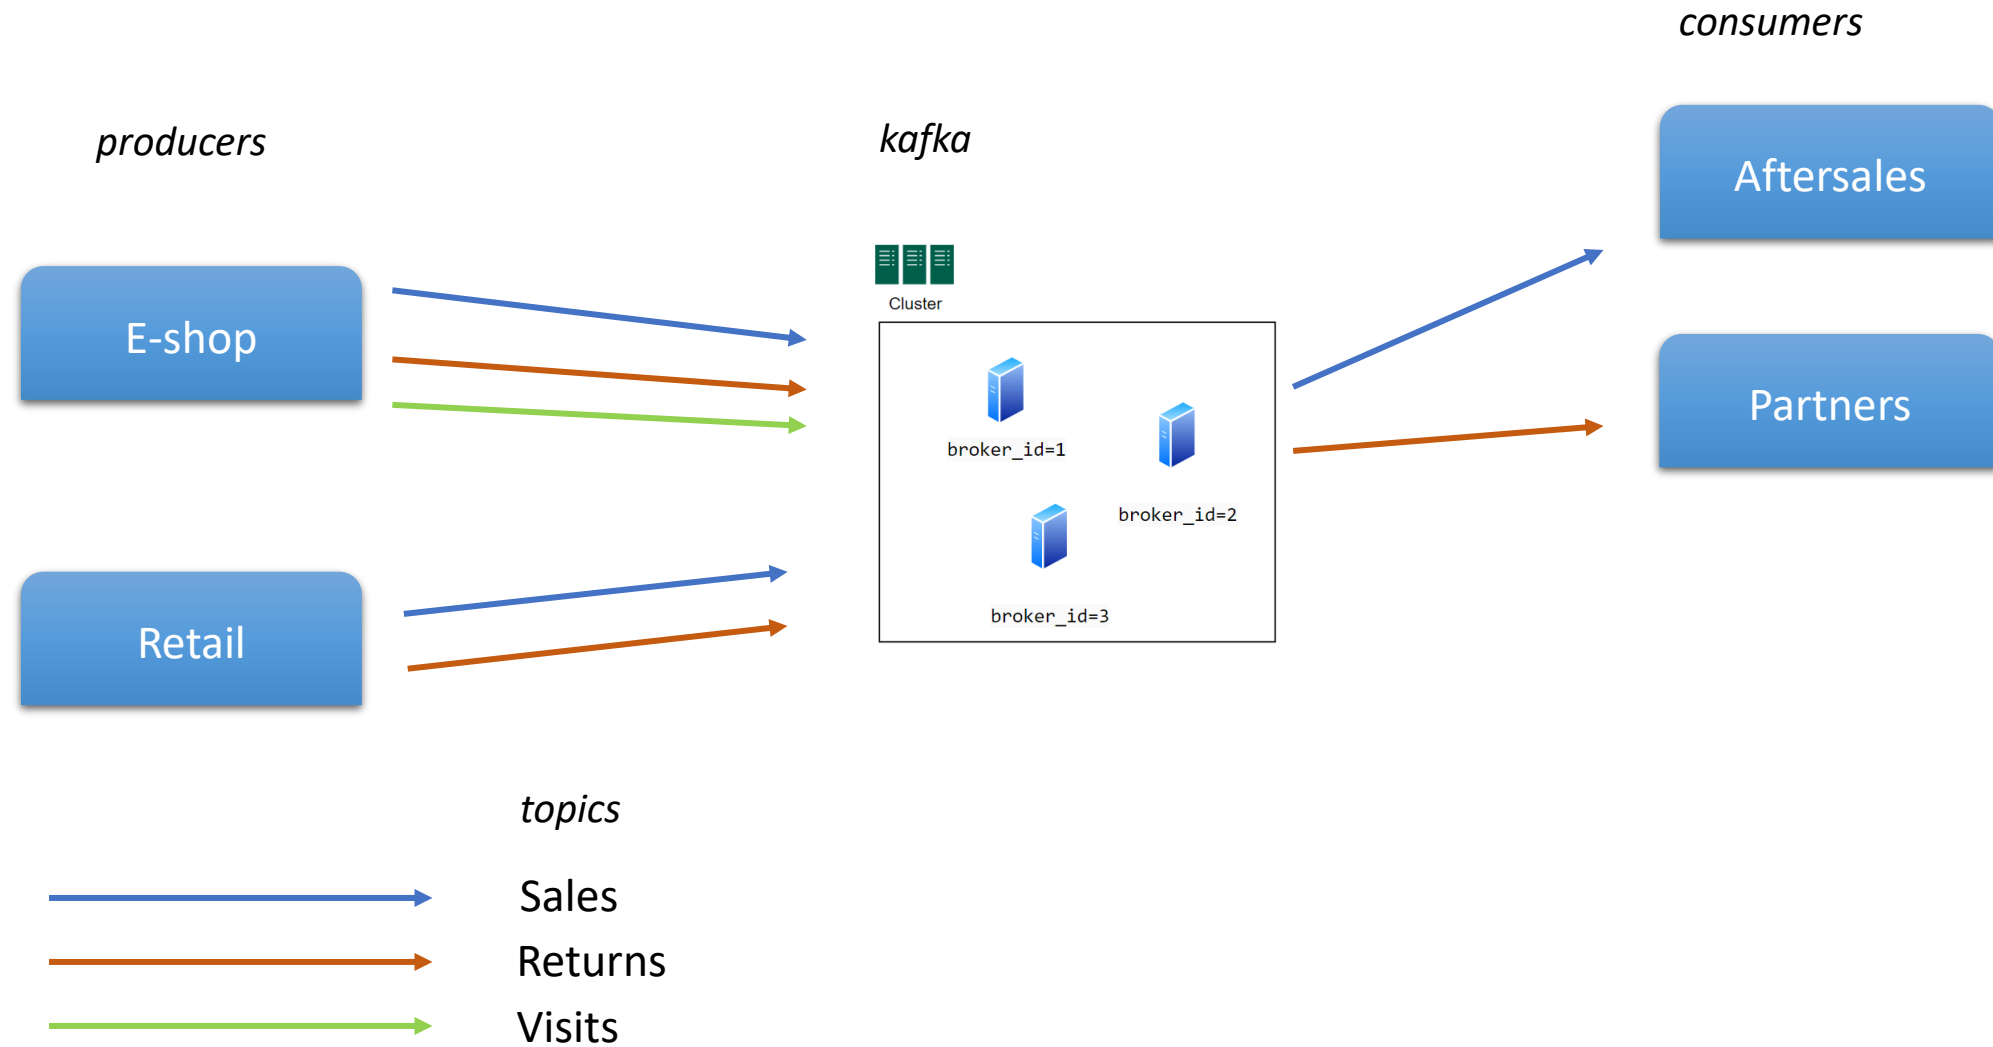 consumers
producers
kafka
Aftersales
Cluster
E-shop
Partners
broker_id=1
broker_id=2
broker_id=3
Retail
topics
Sales
Returns
Visits